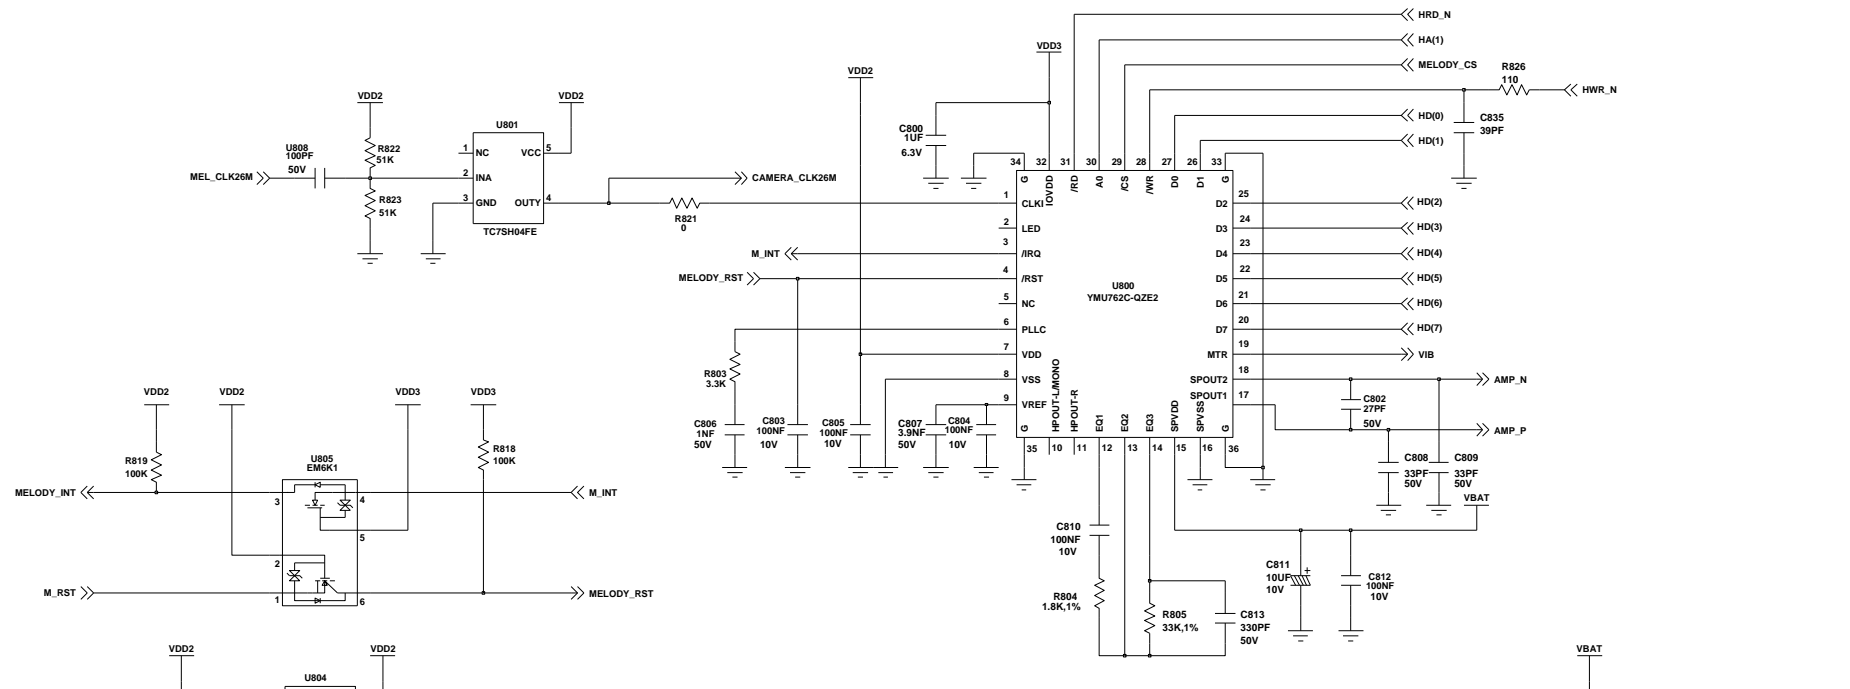 HRD_N
HA(1)
MELODY_CS
R826
110
HWR_N
HD(0)
C835
39PF
HD(1)
VDD3
VDD2
C800
1UF
6.3V
VDD2
VDD2
U801
U808
100PF
50V
R822
51K
1 NC VCC 5
MEL_CLK26M
2 INA
R823
51K
3 GND OUTY 4
TC7SH04FE
CAMERA_CLK26M
R821
0
34 32 31 30 29 28 27 26 33
G IOVDD /RD A0 /CS /WR D0 D1 G
1 CLKI D2 25 HD(2)
2 LED D3 24 HD(3)
M_INT 3 /IRQ D4 23 HD(4)
MELODY_RST 4 /RST D5 22 HD(5)
U800
YMU762C-QZE2
5 NC D6 21 HD(6)
6 PLLC D7 20 HD(7)
7 VDD MTR 19 VIB
8 VSS SPOUT2 18 AMP_N
9 VREF SPOUT1 17
AMP_P
G HPOUT-L/MONO HPOUT-R EQ1 EQ2 EQ3 SPVDD SPVSS G
35 10 11 12 13 14 15 16 36
R803
3.3K
C806
1NF
50V
C803
100NF
10V
C805
100NF
10V
C807
3.9NF
50V
C804
100NF
10V
C802
27PF
50V
C808
33PF
50V
C809
33PF
50V
VBAT
VDD2
VDD2
VDD3
VDD3
R819
100K
U805
EM6K1
R818
100K
MELODY_INT
3
4
M_INT
5
2
M_RST
1
6
MELODY_RST
C810
100NF
10V
R804
1.8K,1%
R805
33K,1%
C813
330PF
50V
C811
10UF
10V
+
C812
100NF
10V
VDD2
VDD2
U804
VBAT